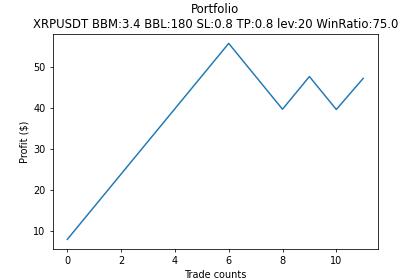 Portfolio
XRPUSDT BBM:3.4 BBL:180 SL:0.8 TP:0.8 lev:20 WinRatio:75.0
50
40
30
20
10
Profit ($)
0 2 4 6 8 10
Trade counts